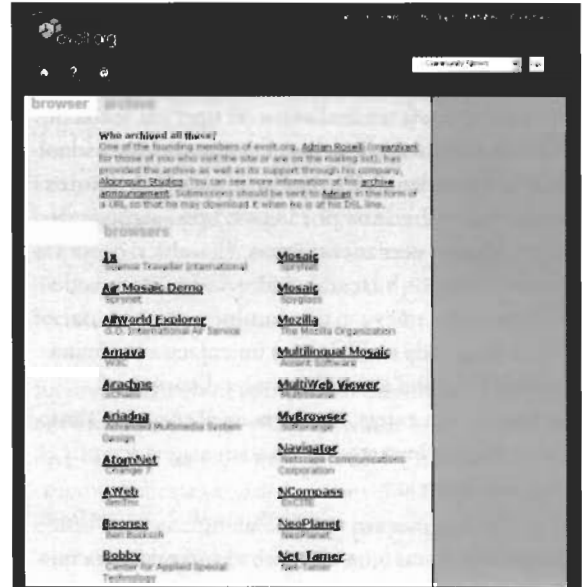 evolt.org
Community Forums
browser archive
Who archived all these?
One of the founding members of evolt.org, Adrian Roselli (organizer
for those of you who visit the site or are on the mailing list), has
provided the archive as well as its support through his company,
Algonquin Studios. You can see more information at his archive
announcement. Submissions should be sent to Adrian in the form of
a URL, so that he may download it when he is at his DSL line.
browsers
1x
Science Traveller International
Air Mosaic Demo
Sprynet
AllWorld Explorer
G.O. International Air Service
Amaya
W3C
Arachne
Ariadna
Advanced Multimedia System
Design
AtomNet
Change 7
AWeb
AmiTrix
Beonex
Ben Bucksch
Bobby
Center for Applied Special
Technology
Mosaic
Sprynet
Mosaic
Spyglass
Mozilla
The Mozilla Organization
Multilingual Mosaic
Accent Software
MultiWeb Viewer
MyBrowser
Navigator
Netscape Communications
Corporation
NCompass
ExCITE
NeoPlanet
NeoPlanet
Net Tamer
Net Tamer